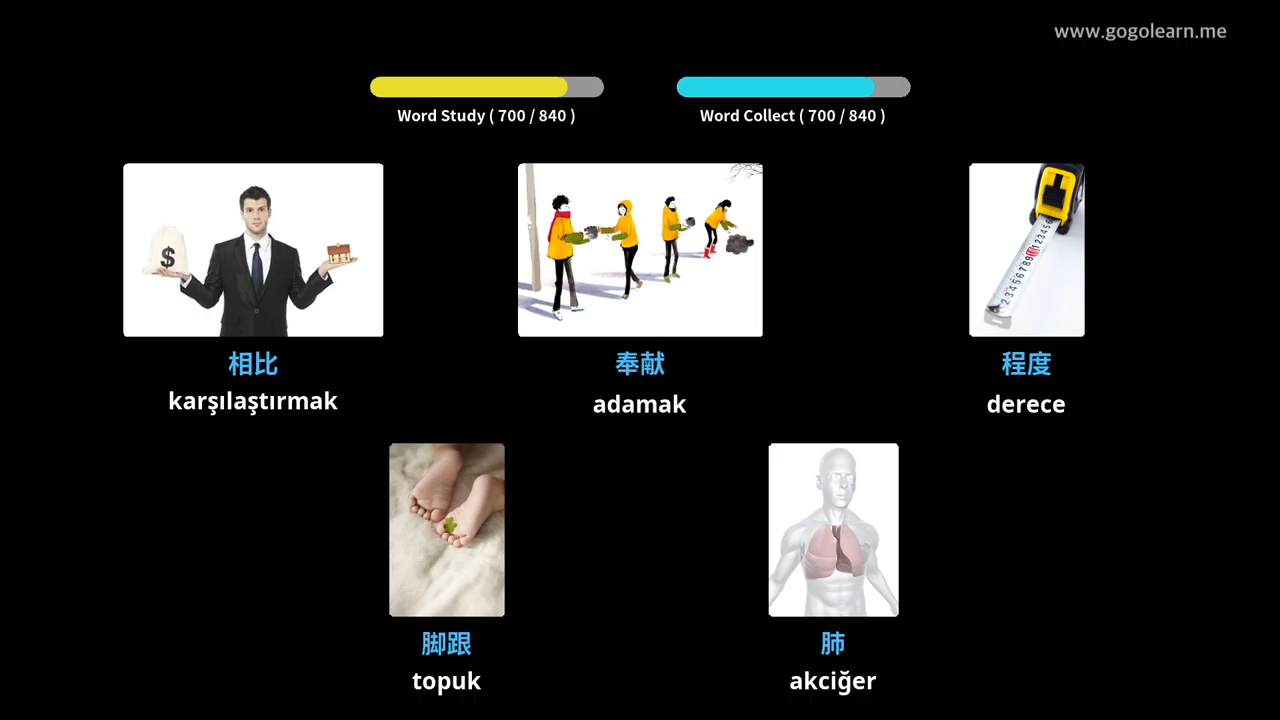 www.gogolearn.me
Word Study ( 700 / 840 )
Word Collect ( 700 / 840 )
$
相比
karşılaştırmak
奉献
adamak
程度
derece
脚跟
topuk
肺
akciğer